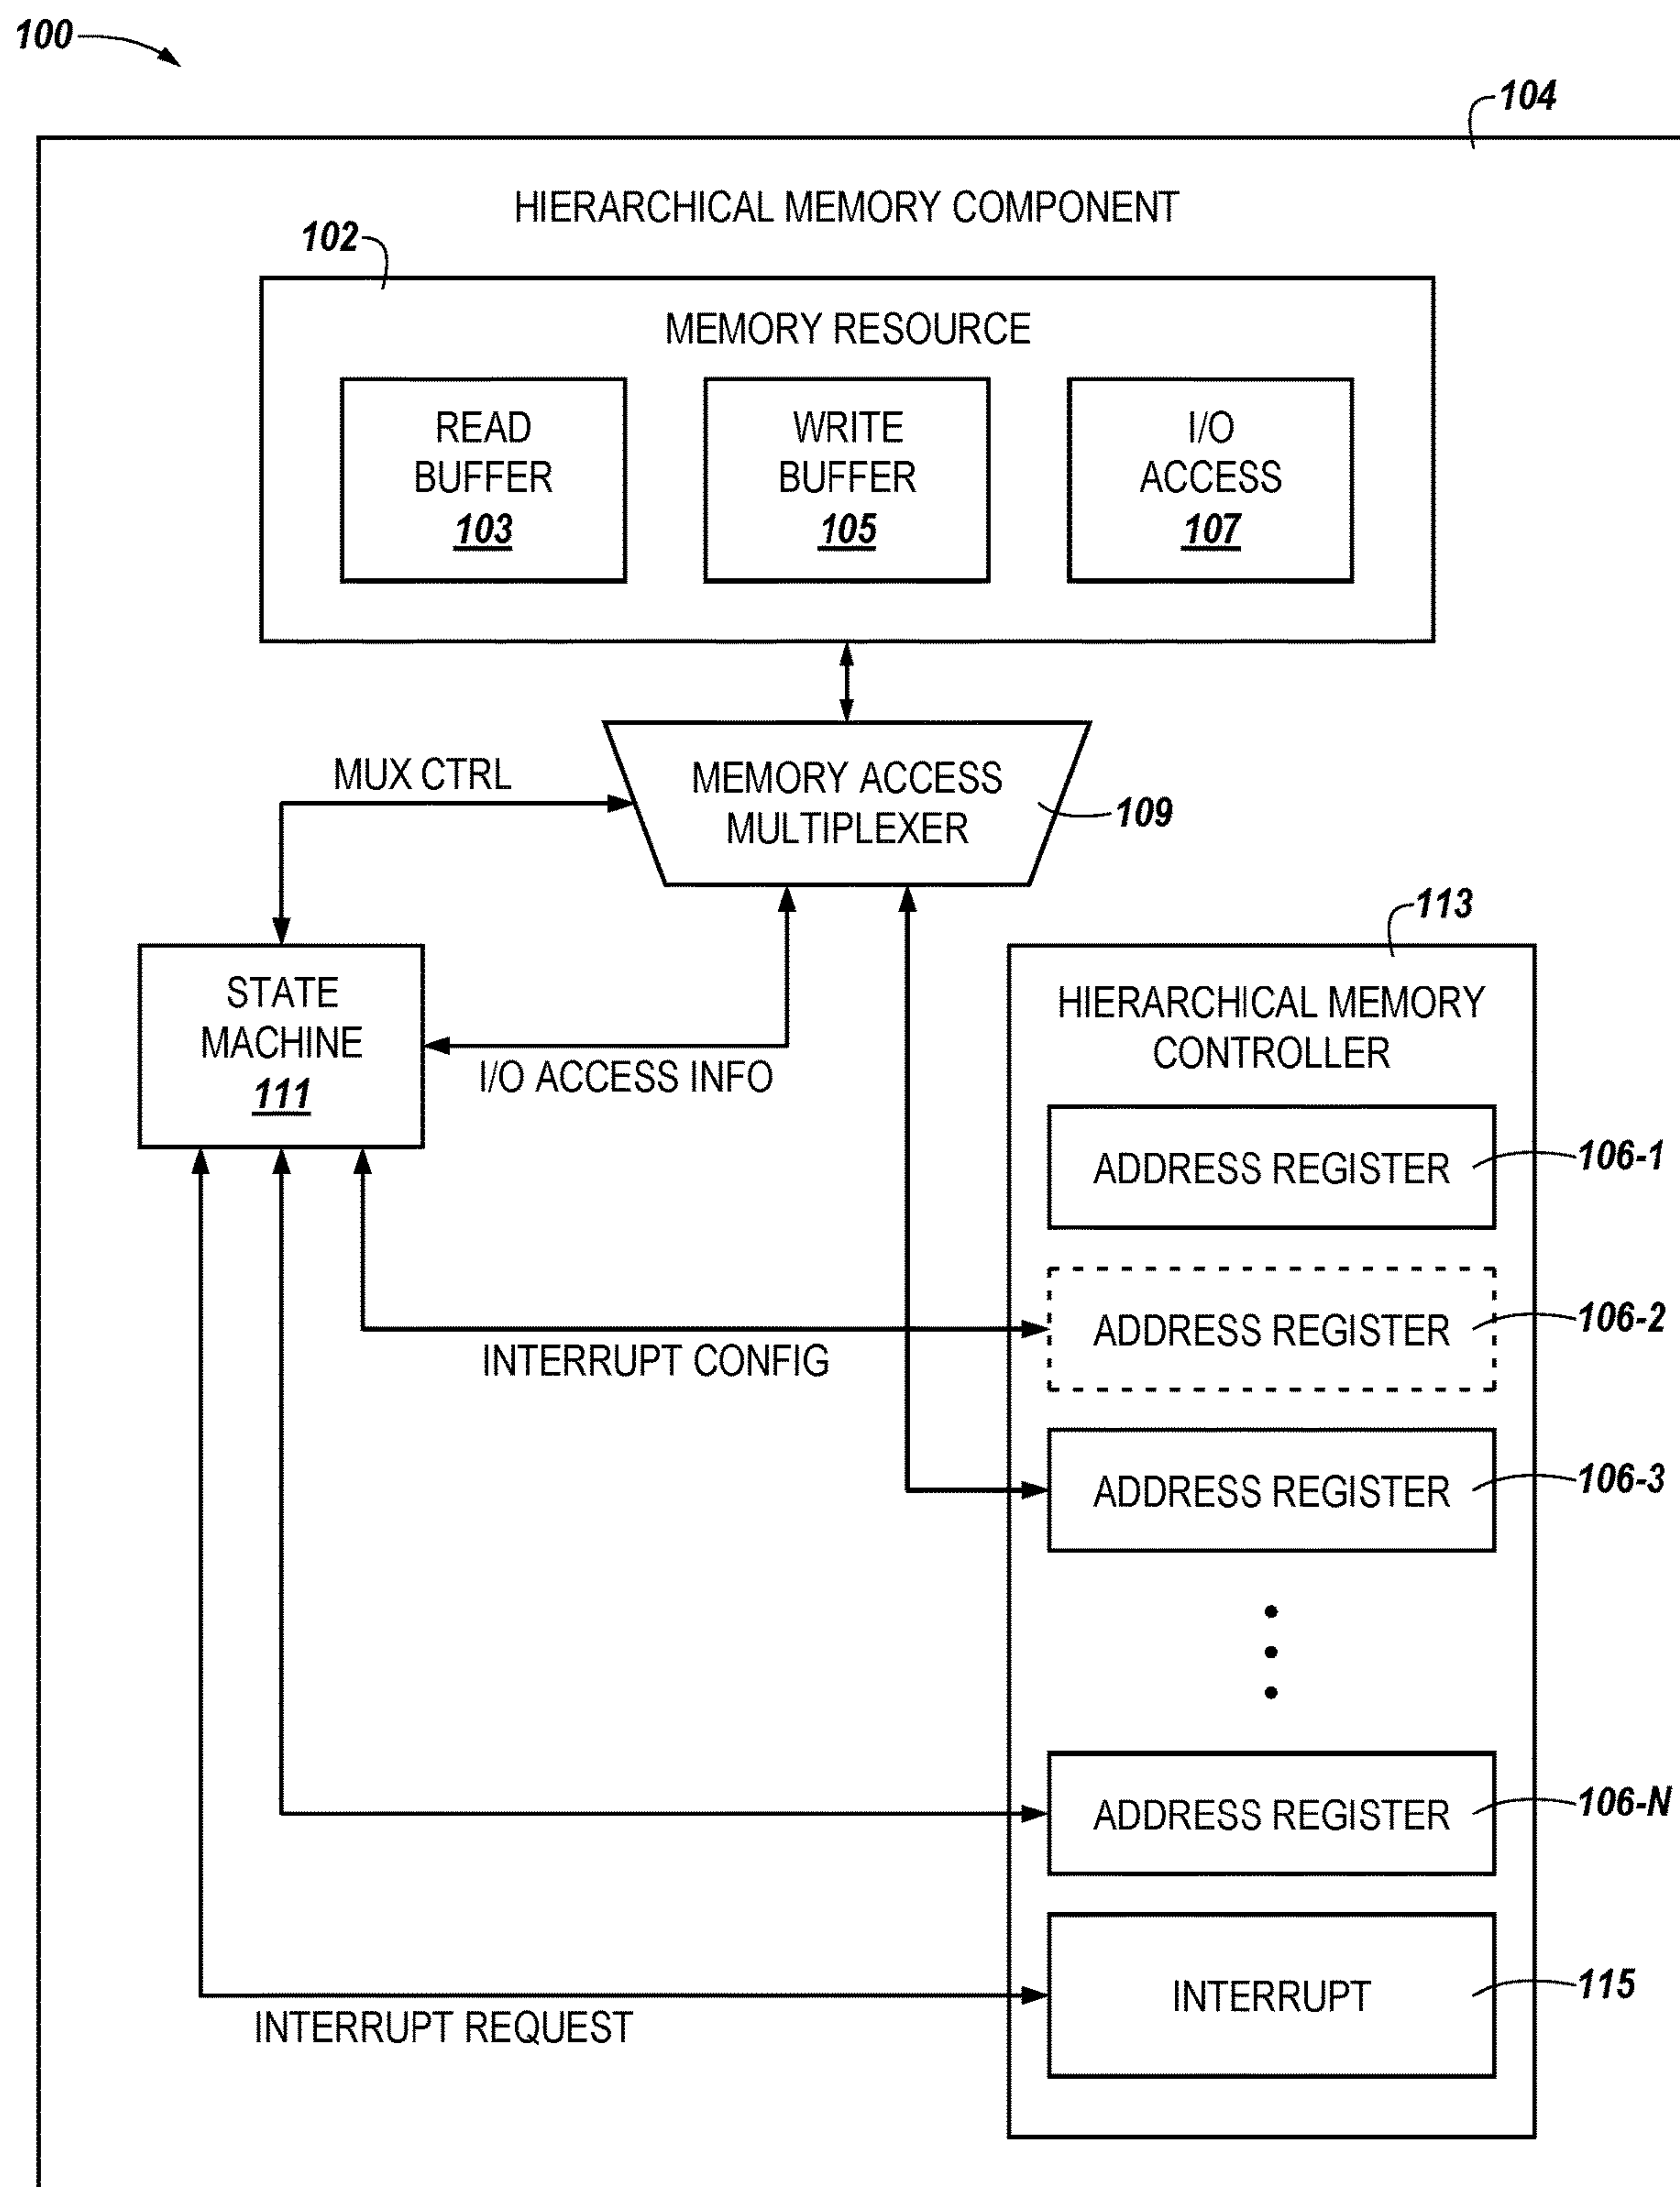 100
104
HIERARCHICAL MEMORY COMPONENT
102
MEMORY RESOURCE
READ
BUFFER
103
WRITE
BUFFER
105
I/O
ACCESS
107
MUX CTRL
MEMORY ACCESS
MULTIPLEXER
109
113
STATE
MACHINE
111
I/O ACCESS INFO
HIERARCHICAL MEMORY
CONTROLLER
ADDRESS REGISTER
106-1
ADDRESS REGISTER
106-2
INTERRUPT CONFIG
ADDRESS REGISTER
106-3
ADDRESS REGISTER
106-N
INTERRUPT
115
INTERRUPT REQUEST